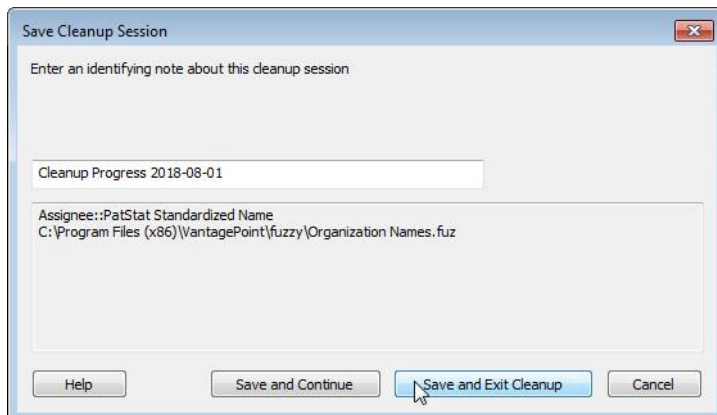 Save Cleanup Session
Enter an identifying note about this cleanup session
Cleanup Progress 2018-08-01
Assignee::PatStat Standardized Name
C:\Program Files (x86)\VantagePoint\fuzzy\Organization Names.fuz
Help Save and Continue Save and Exit Cleanup Cancel